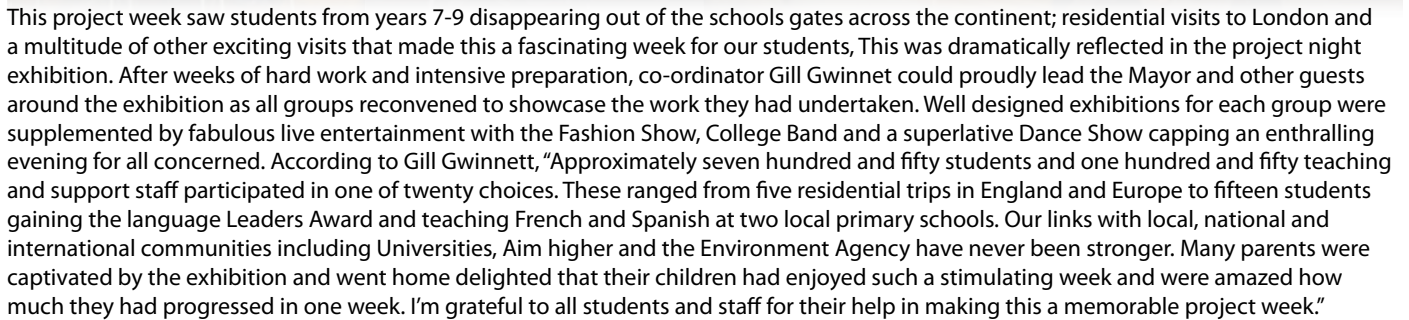 This project week saw students from years 7-9 disappearing out of the schools gates across the continent; residential visits to London and
a multitude of other exciting visits that made this a fascinating week for our students, This was dramatically reflected in the project night
exhibition. After weeks of hard work and intensive preparation, co-ordinator Gill Gwinnet could proudly lead the Mayor and other guests
around the exhibition as all groups reconvened to showcase the work they had undertaken. Well designed exhibitions for each group were
supplemented by fabulous live entertainment with the Fashion Show, College Band and a superlative Dance Show capping an enthralling
evening for all concerned. According to Gill Gwinnett, “Approximately seven hundred and fifty students and one hundred and fifty teaching
and support staff participated in one of twenty choices. These ranged from five residential trips in England and Europe to fifteen students
gaining the language Leaders Award and teaching French and Spanish at two local primary schools. Our links with local, national and
international communities including Universities, Aim higher and the Environment Agency have never been stronger. Many parents were
captivated by the exhibition and went home delighted that their children had enjoyed such a stimulating week and were amazed how
much they had progressed in one week. I’m grateful to all students and staff for their help in making this a memorable project week.”